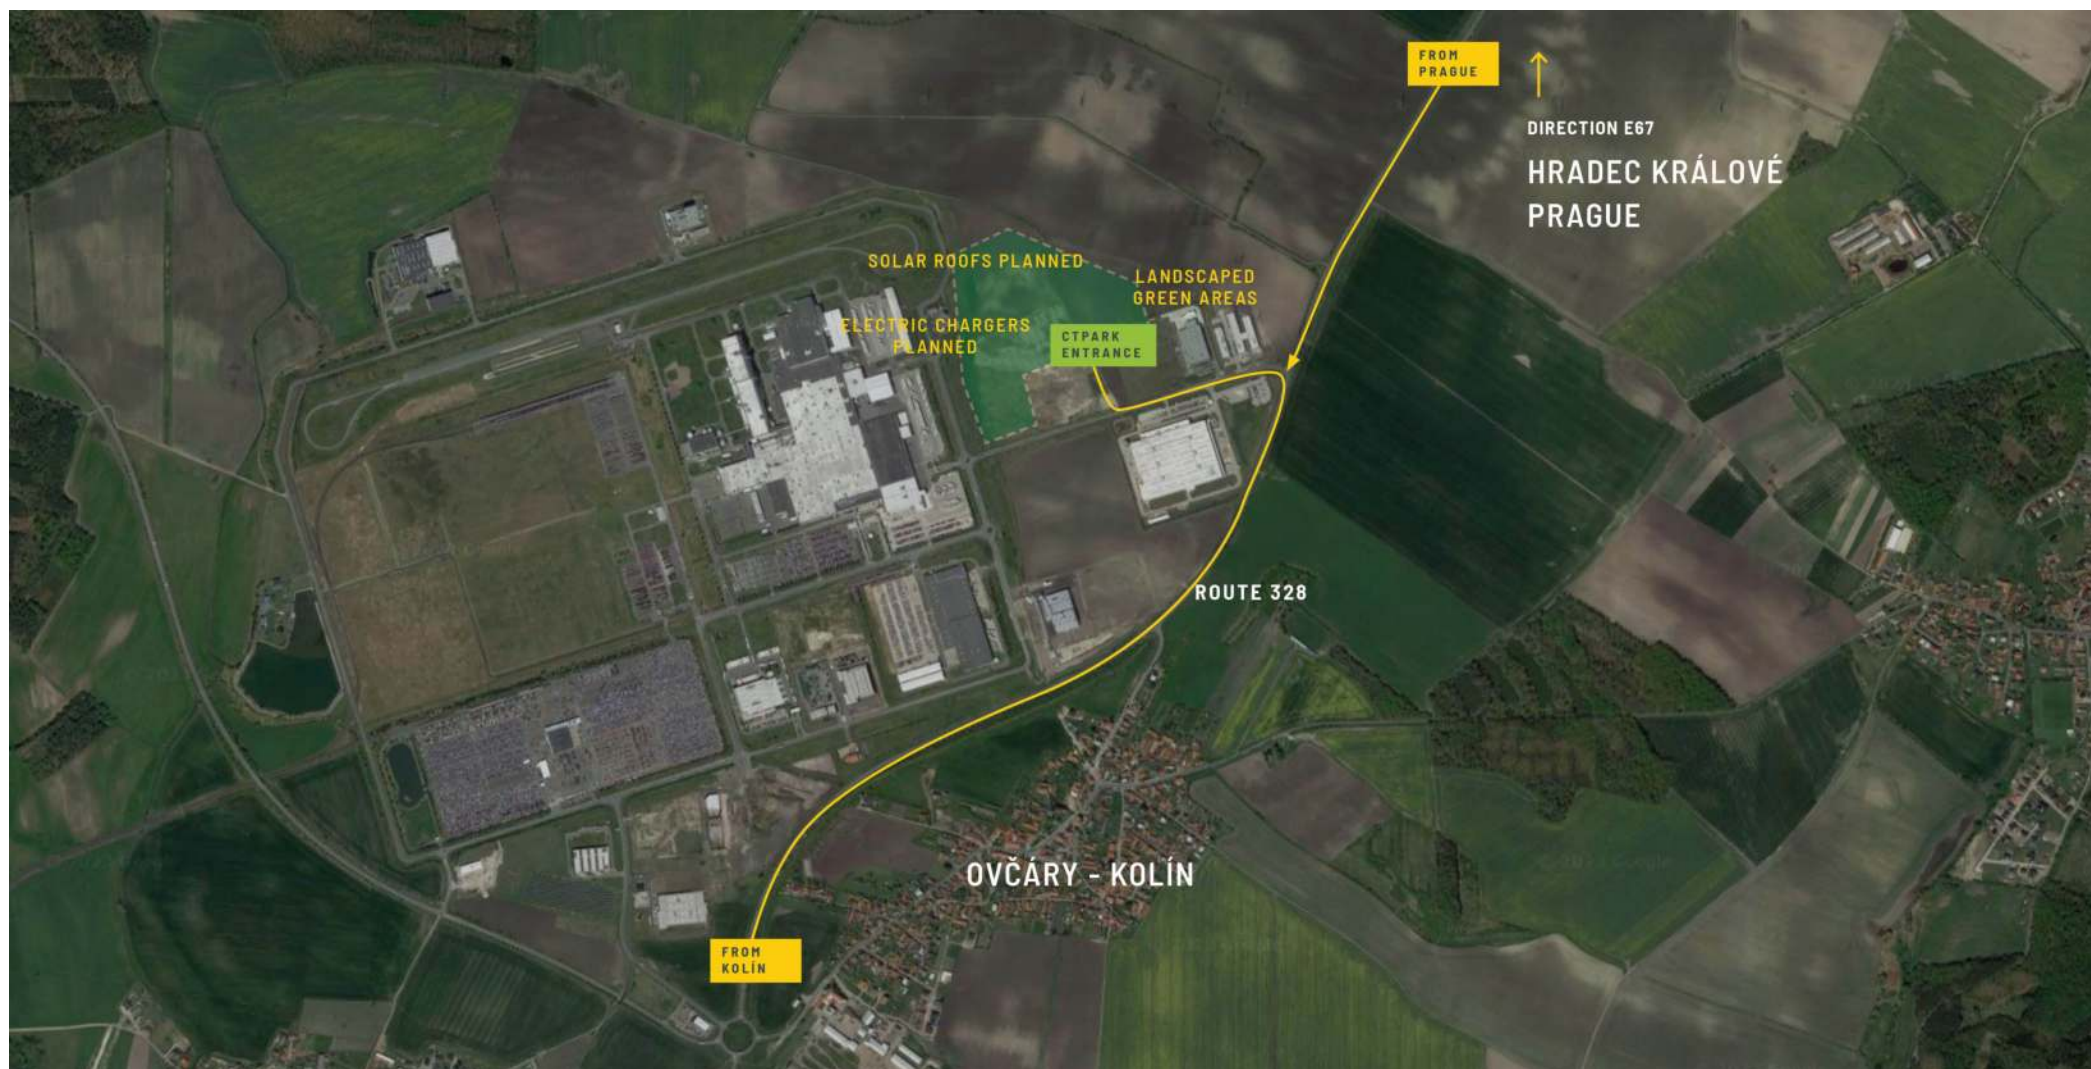 FROM
PRAGUE
DIRECTION E67
HRADEC KRÁLOVÉ
PRAGUE
SOLAR ROOFS PLANNED
LANDSCAPED
GREEN AREAS
ELECTRIC CHARGERS
PLANNED
CTPARK
ENTRANCE
ROUTE 328
OVČÁRY - KOLÍN
FROM
KOLÍN